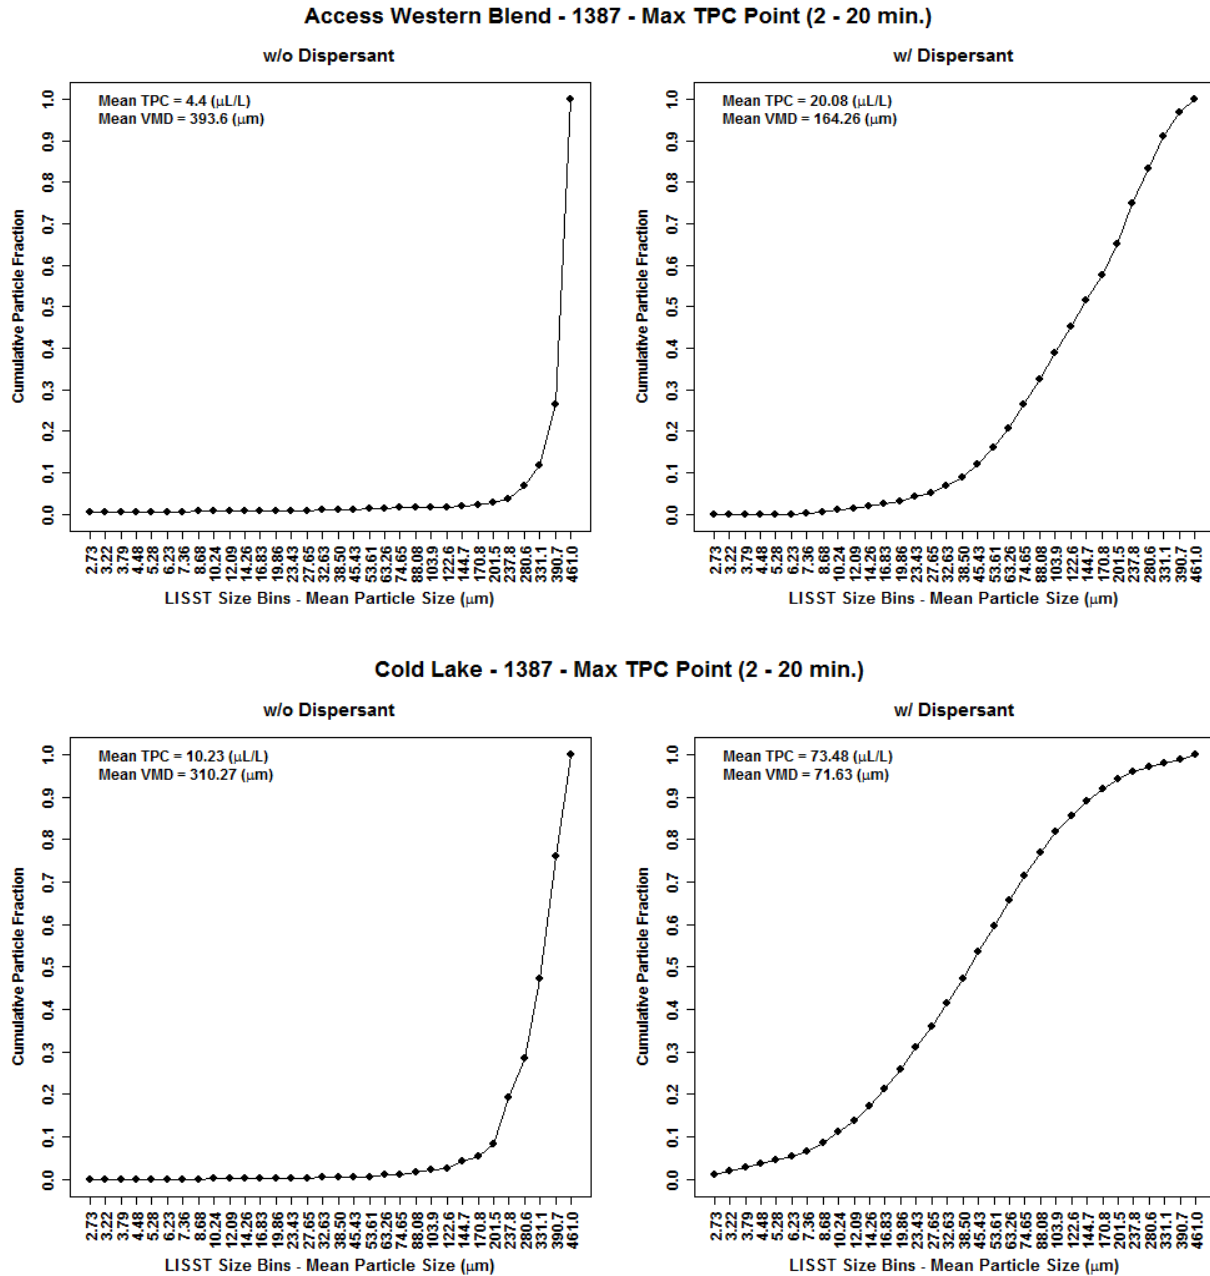 Access Western Blend - 1387 - Max TPC Point (2 - 20 min.)
w/o Dispersant
Mean TPC = 4.4 (μL/L)
Mean VMD = 393.6 (μm)
Cumulative Particle Fraction
1.0
0.9
0.8
0.7
0.6
0.5
0.4
0.3
0.2
0.1
0.0
2.73 3.22 3.79 4.48 5.28 6.23 7.36 8.68 10.24 12.09 14.26 16.83 19.86 23.43 27.65 32.63 38.50 45.43 53.61 63.26 74.65 88.08 103.9 122.6 144.7 170.8 201.5 237.8 280.6 331.1 390.7 461.0
LISST Size Bins - Mean Particle Size (μm)
w/ Dispersant
Mean TPC = 20.08 (μL/L)
Mean VMD = 164.26 (μm)
Cumulative Particle Fraction
1.0
0.9
0.8
0.7
0.6
0.5
0.4
0.3
0.2
0.1
0.0
2.73 3.22 3.79 4.48 5.28 6.23 7.36 8.68 10.24 12.09 14.26 16.83 19.86 23.43 27.65 32.63 38.50 45.43 53.61 63.26 74.65 88.08 103.9 122.6 144.7 170.8 201.5 237.8 280.6 331.1 390.7 461.0
LISST Size Bins - Mean Particle Size (μm)
Cold Lake - 1387 - Max TPC Point (2 - 20 min.)
w/o Dispersant
Mean TPC = 10.23 (μL/L)
Mean VMD = 310.27 (μm)
Cumulative Particle Fraction
1.0
0.9
0.8
0.7
0.6
0.5
0.4
0.3
0.2
0.1
0.0
2.73 3.22 3.79 4.48 5.28 6.23 7.36 8.68 10.24 12.09 14.26 16.83 19.86 23.43 27.65 32.63 38.50 45.43 53.61 63.26 74.65 88.08 103.9 122.6 144.7 170.8 201.5 237.8 280.6 331.1 390.7 461.0
LISST Size Bins - Mean Particle Size (μm)
w/ Dispersant
Mean TPC = 73.48 (μL/L)
Mean VMD = 71.63 (μm)
Cumulative Particle Fraction
1.0
0.9
0.8
0.7
0.6
0.5
0.4
0.3
0.2
0.1
0.0
2.73 3.22 3.79 4.48 5.28 6.23 7.36 8.68 10.24 12.09 14.26 16.83 19.86 23.43 27.65 32.63 38.50 45.43 53.61 63.26 74.65 88.08 103.9 122.6 144.7 170.8 201.5 237.8 280.6 331.1 390.7 461.0
LISST Size Bins - Mean Particle Size (μm)